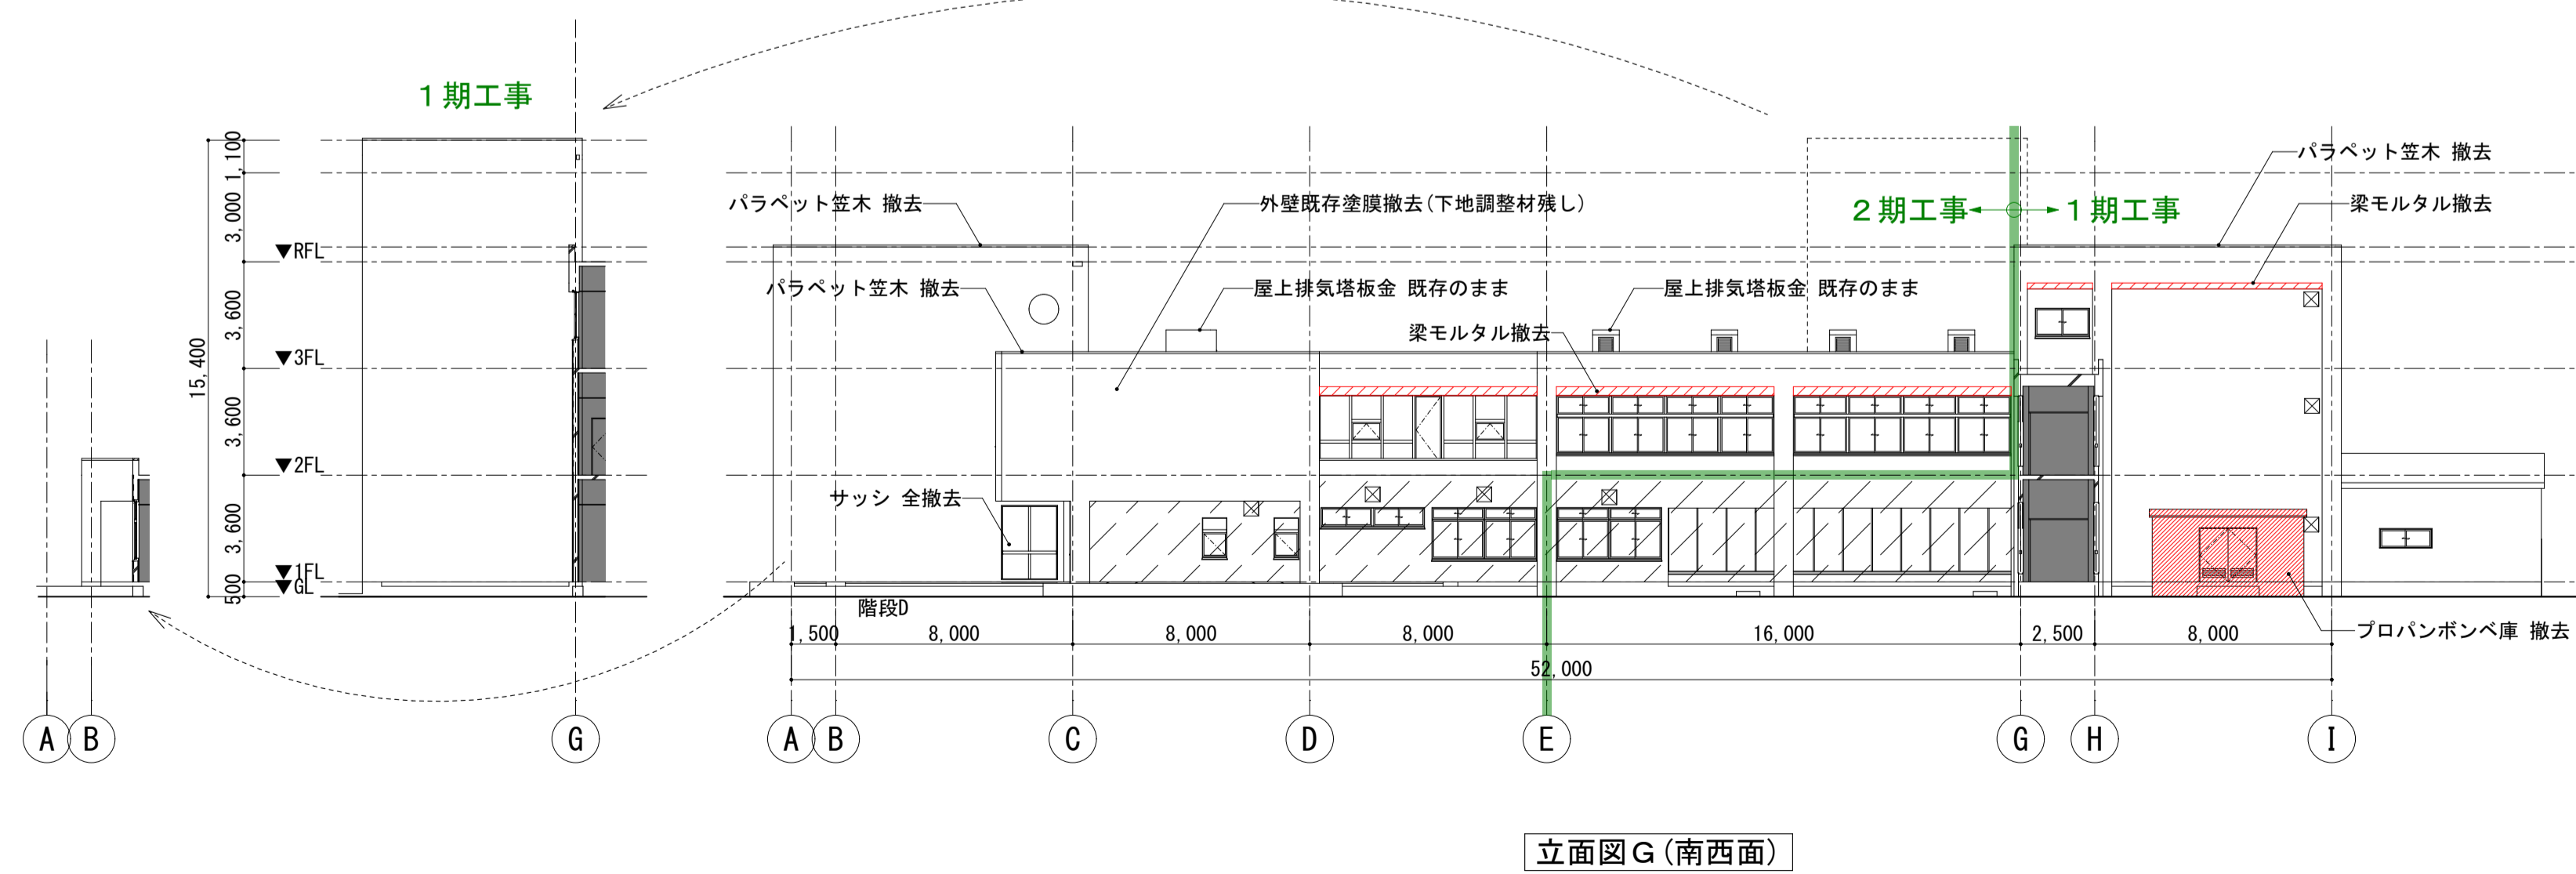 1期工事
1,100
3,000
3,600
3,600
3,600
500
15,400
▼RFL
▼3FL
▼2FL
▼1FL
▼GL
パラペット笠木 撤去
外壁既存塗膜撤去(下地調整材残し)
2期工事
1期工事
パラペット笠木 撤去
梁モルタル撤去
パラペット笠木 撤去
屋上排気塔板金 既存のまま
屋上排気塔板金 既存のまま
梁モルタル撤去
サッシ 全撤去
階段D
プロパンボンベ庫 撤去
1,500
8,000
8,000
8,000
16,000
2,500
8,000
52,000
A
B
G
A
B
C
D
E
G
H
I
立面図G(南西面)